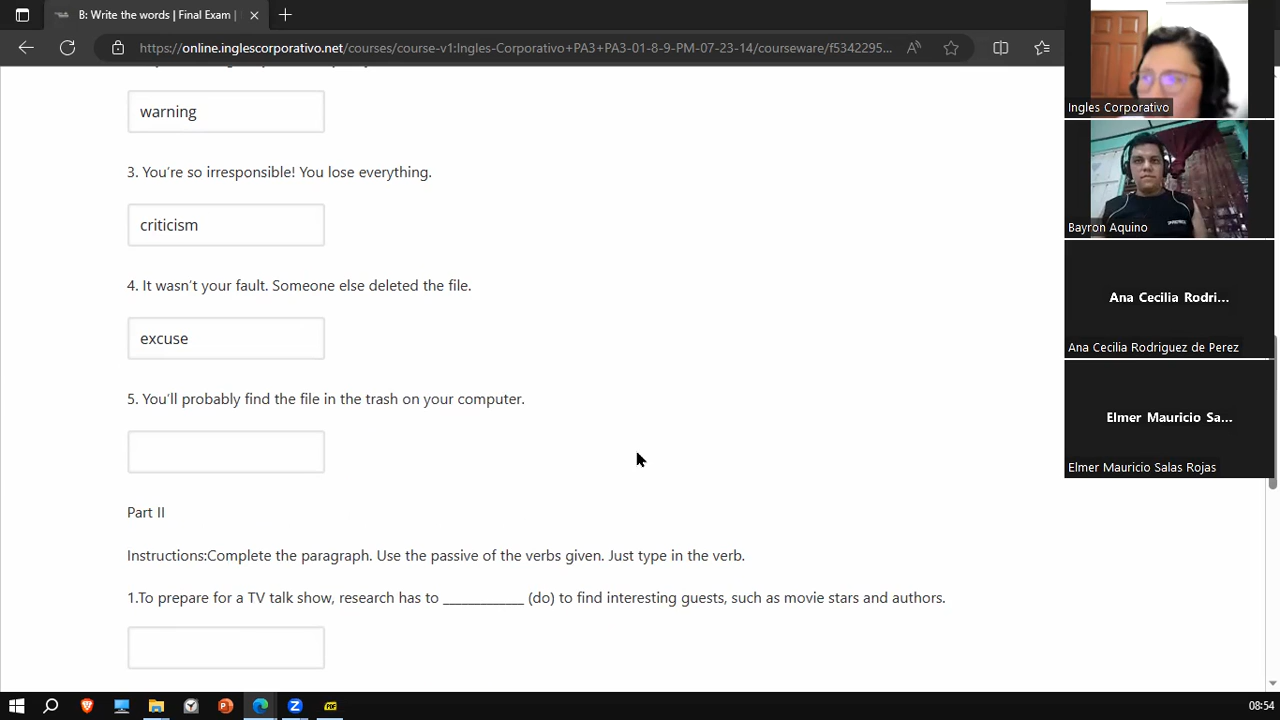 B: Write the words | Final Exam |
https://online.inglescorporativo.net/courses/course-v1:Ingles-Corporativo+PA3+PA3-01-8-9-PM-07-23-14/courseware/f5342295...
warning
3. You're so irresponsible! You lose everything.
criticism
4. It wasn't your fault. Someone else deleted the file.
excuse
5. You'll probably find the file in the trash on your computer.
Part II
Instructions:Complete the paragraph. Use the passive of the verbs given. Just type in the verb.
1.To prepare for a TV talk show, research has to ____________ (do) to find interesting guests, such as movie stars and authors.
Ingles Corporativo
Bayron Aquino
Ana Cecilia Rodri...
Ana Cecilia Rodriguez de Perez
Elmer Mauricio Sa...
Elmer Mauricio Salas Rojas
08:54